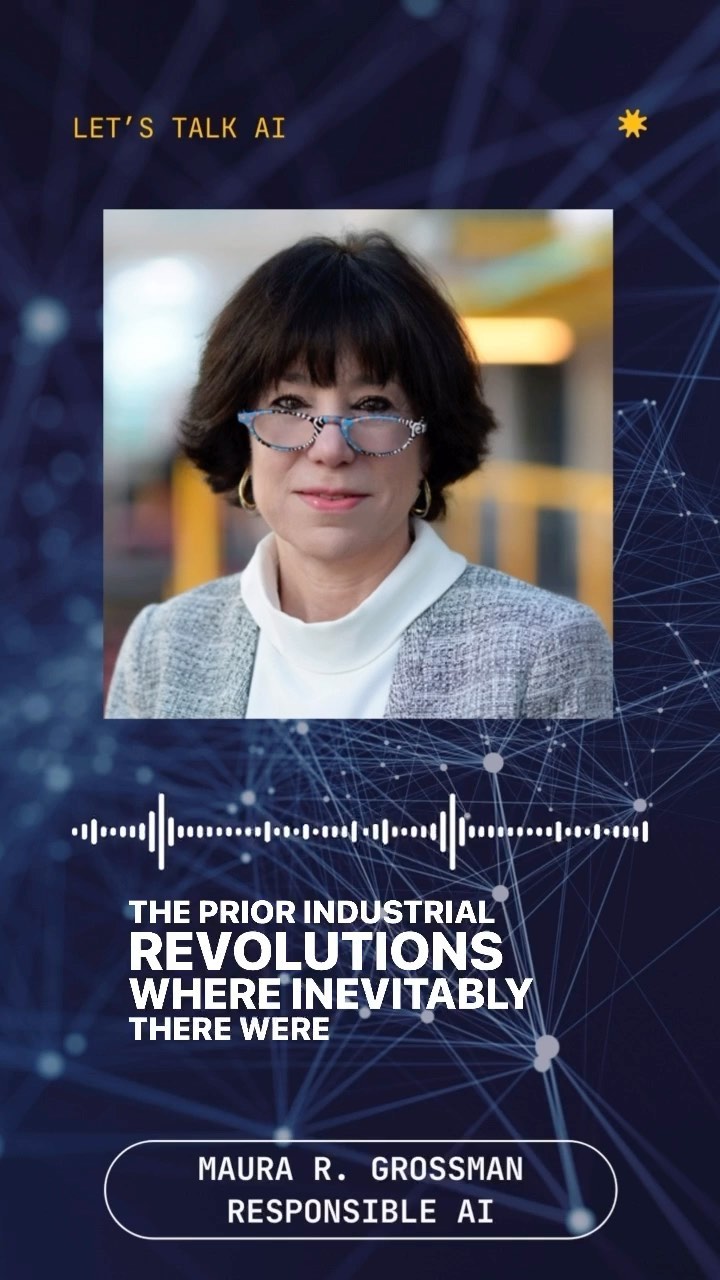 LET’S TALK AI
THE PRIOR INDUSTRIAL
REVOLUTIONS
WHERE INEVITABLY
THERE WERE
MAURA R. GROSSMAN
RESPONSIBLE AI